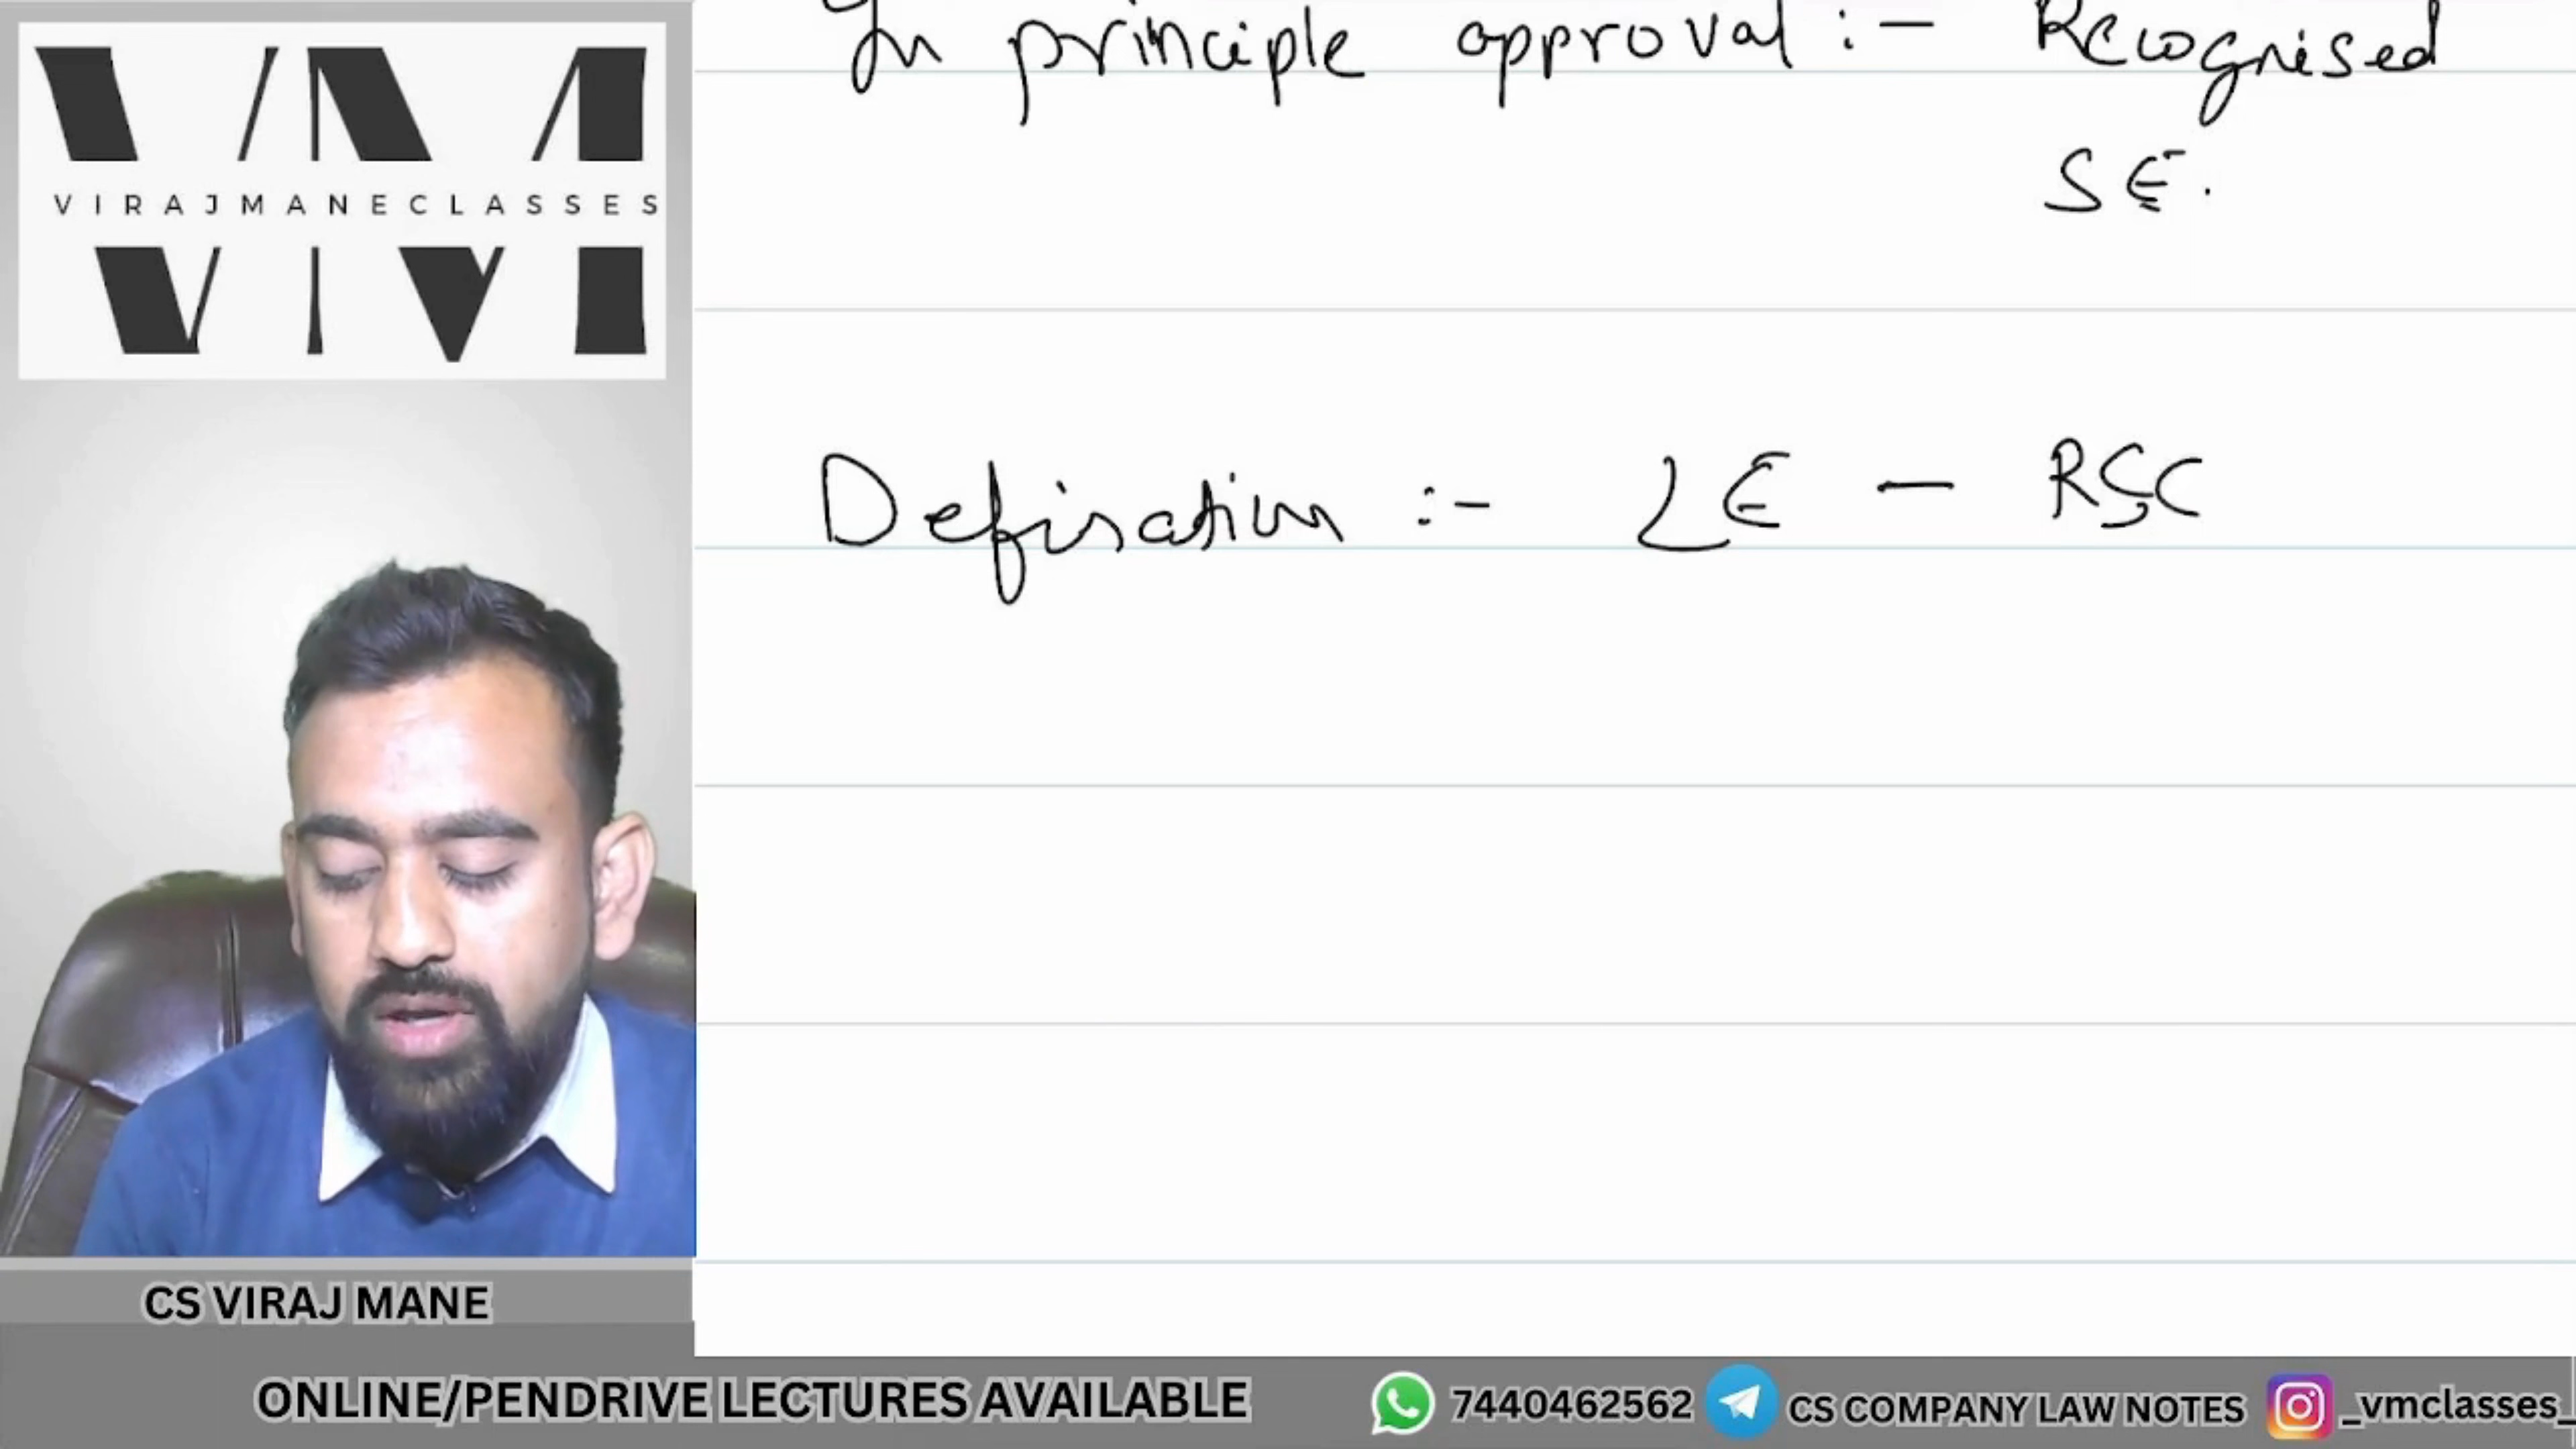 VIRAJMANECLASSES
In principle approval :- Recognised
SE.
Defination :- LE - RSC
CS VIRAJ MANE
ONLINE/PENDRIVE LECTURES AVAILABLE
7440462562
CS COMPANY LAW NOTES
_vmclasses_